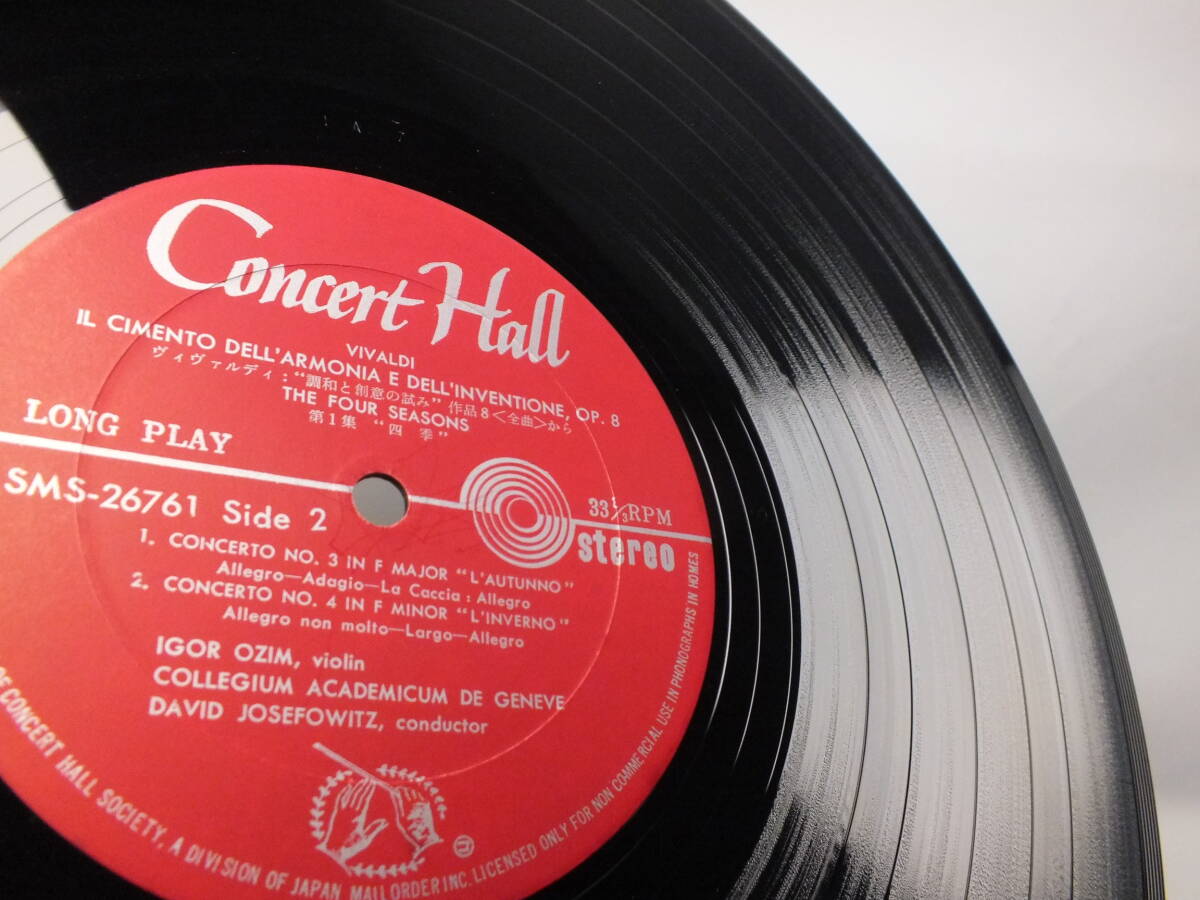 Concert Hall
VIVALDI
IL CIMENTO DELL'ARMONIA E DELL'INVENTIONE, OP. 8
ヴィヴァルディ："調和と創意の試み" 作品8<全曲>から
THE FOUR SEASONS
第1集 "四季"
LONG PLAY
SMS-26761 Side 2
33⅓RPM
stereo
1. CONCERTO NO. 3 IN F MAJOR "L'AUTUNNO"
Allegro—Adagio—La Caccia : Allegro
2. CONCERTO NO. 4 IN F MINOR "L'INVERNO"
Allegro non molto—Largo—Allegro
IGOR OZIM, violin
COLLEGIUM ACADEMICUM DE GENEVE
DAVID JOSEFOWITZ, conductor
CONCERT HALL SOCIETY, A DIVISION OF JAPAN MAIL ORDER INC. LICENSED ONLY FOR NON COMMERCIAL USE IN PHONOGRAPHS IN HOMES